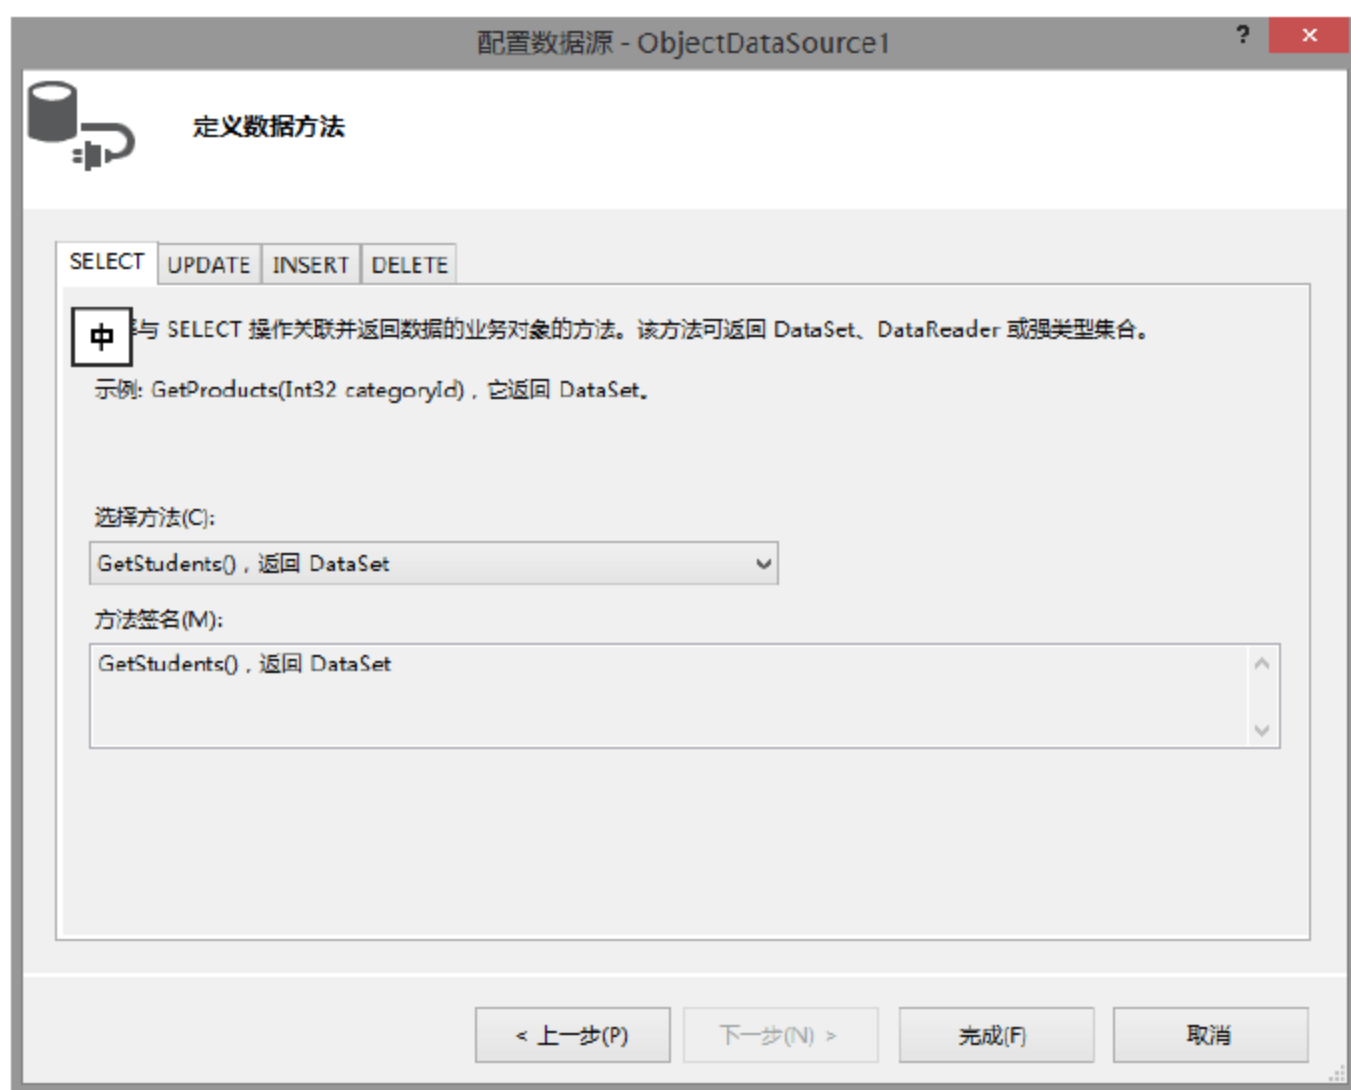 配置数据源 - ObjectDataSource1
?
×
定义数据方法
SELECT UPDATE INSERT DELETE
中
与 SELECT 操作关联并返回数据的业务对象的方法。该方法可返回 DataSet、DataReader 或强类型集合。
示例: GetProducts(Int32 categoryId)，它返回 DataSet。
选择方法(C):
GetStudents()，返回 DataSet
方法签名(M):
GetStudents()，返回 DataSet
< 上一步(P) 下一步(N) > 完成(F) 取消